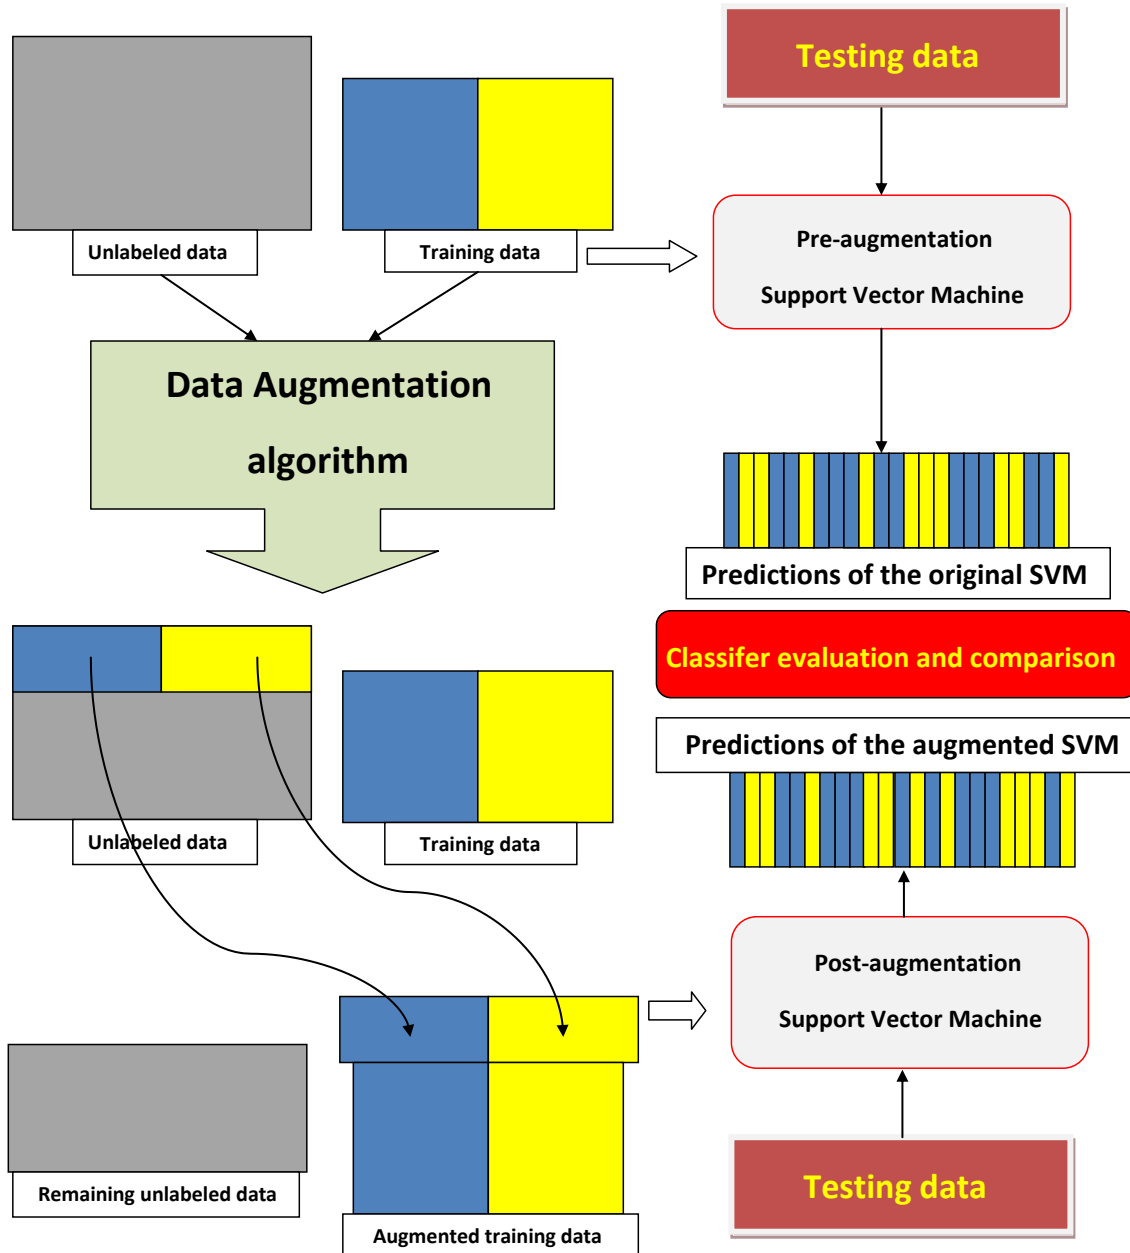 Testing data
Unlabeled data
Training data
Pre-augmentation
Support Vector Machine
Data Augmentation
algorithm
Predictions of the original SVM
Classifer evaluation and comparison
Predictions of the augmented SVM
Unlabeled data
Training data
Post-augmentation
Support Vector Machine
Remaining unlabeled data
Augmented training data
Testing data